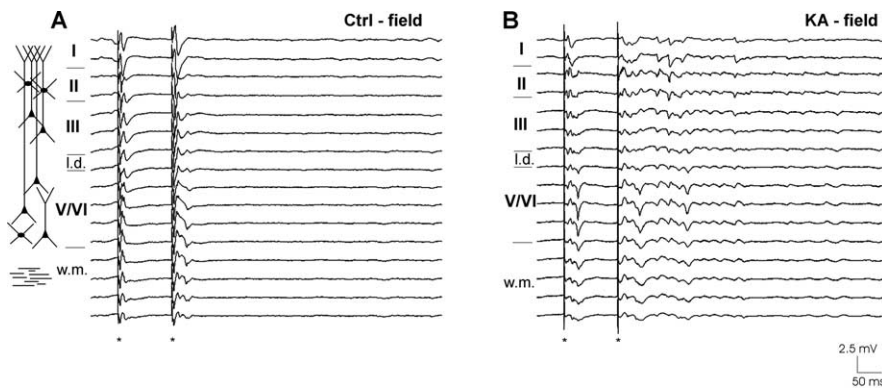 A
Ctrl - field
I
II
III
l.d.
V/VI
w.m.
*
*
B
KA - field
I
II
III
l.d.
V/VI
w.m.
*
*
2.5 mV
50 ms